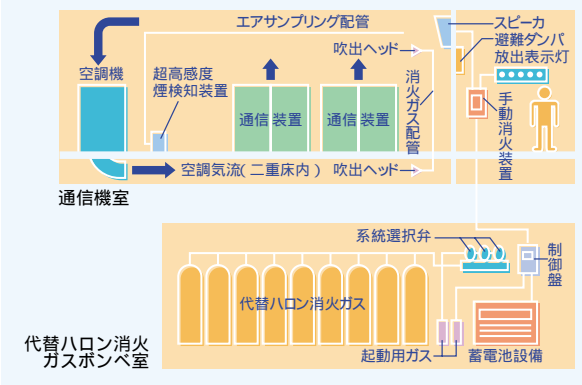 エアサンプリング配管
スピーカ
避難ダンパ
放出表示灯
吹出ヘッド
空調機
超高感度
煙検知装置
消火ガス配管
手動消火装置
通信装置
通信装置
空調気流(二重床内)
吹出ヘッド
通信機室
系統選択弁
制御盤
代替ハロン消火ガス
代替ハロン消火
ガスボンベ室
起動用ガス
蓄電池設備